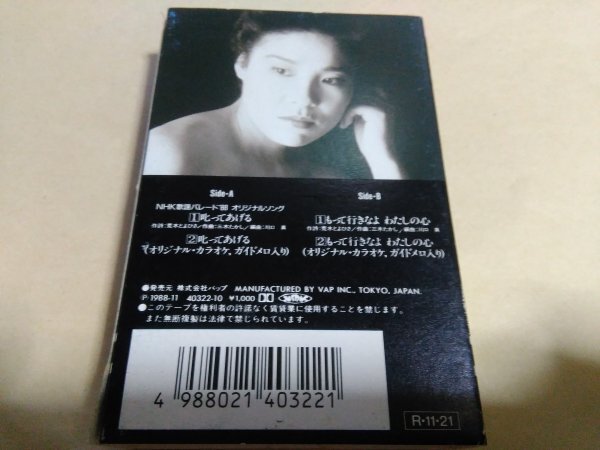 Side-A
NHK歌謡パレード'88 オリジナルソング
1 叱ってあげる
作詩：荒木とよひさ／作曲：三木たかし／編曲：川口 真
2 叱ってあげる
(オリジナル・カラオケ、ガイドメロ入り)
Side-B
1 もって行きなよ わたしの心
作詩：荒木とよひさ／作曲：三木たかし／編曲：川口 真
2 もって行きなよ わたしの心
(オリジナル・カラオケ、ガイドメロ入り)
●発売元 株式会社バップ MANUFACTURED BY VAP INC., TOKYO, JAPAN.
Ⓟ・1988・11 40322-10 ¥1,000
●このテープを権利者の許諾なく賃貸業に使用することを禁じます。
また無断複製は法律で禁じられています。
4 988021 403221
R・11・21